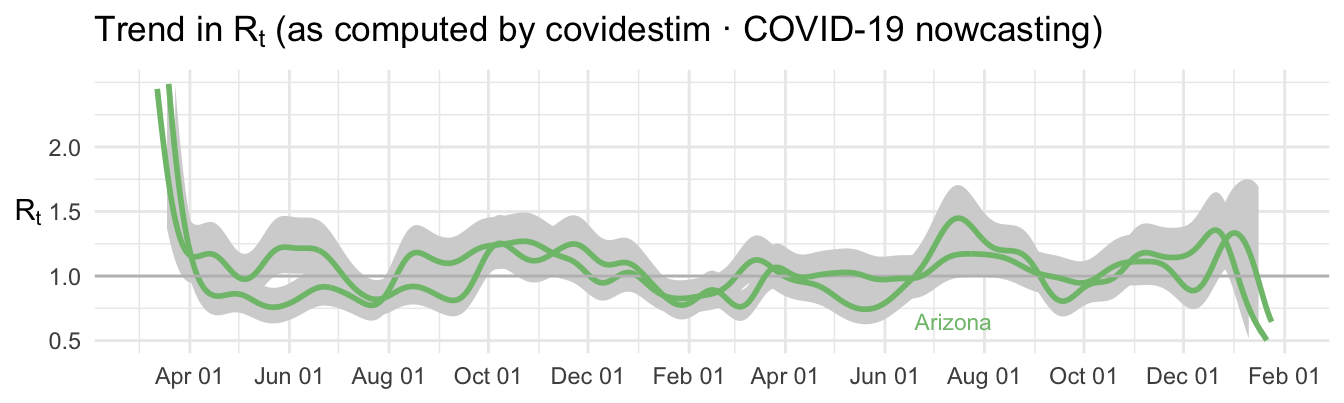 Trend in Rt (as computed by covidestim · COVID-19 nowcasting)
2.0
Rt
1.5
1.0
Arizona
0.5
Apr 01 Jun 01 Aug 01 Oct 01 Dec 01 Feb 01 Apr 01 Jun 01 Aug 01 Oct 01 Dec 01 Feb 01